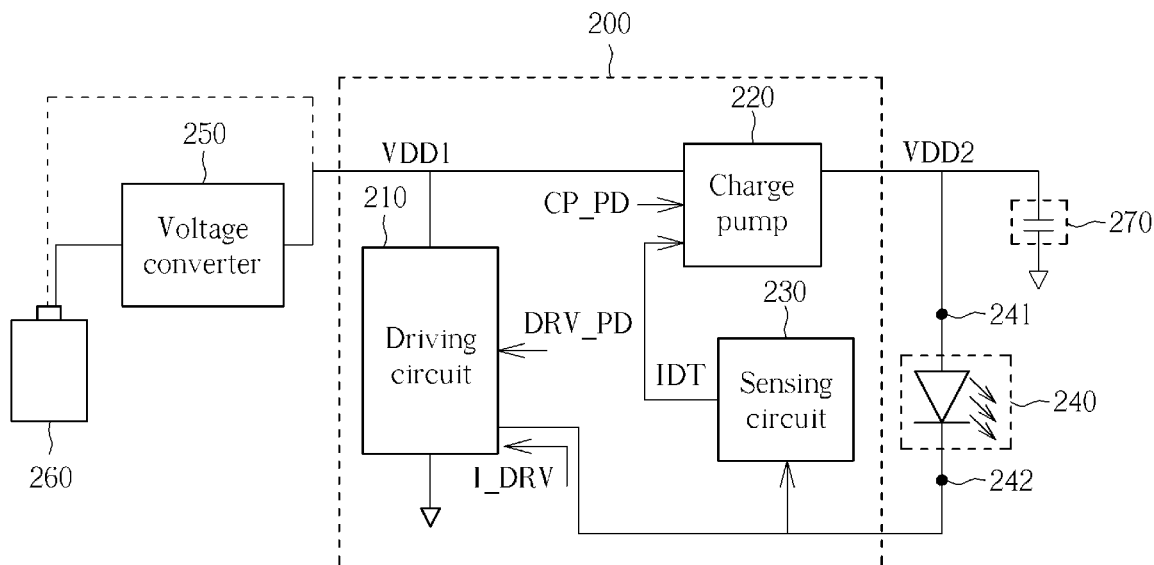 200
220
250
VDD1
VDD2
210
Charge
pump
CP_PD
270
Voltage
converter
230
241
DRV_PD
Driving
circuit
IDT
Sensing
circuit
240
260
I_DRV
242